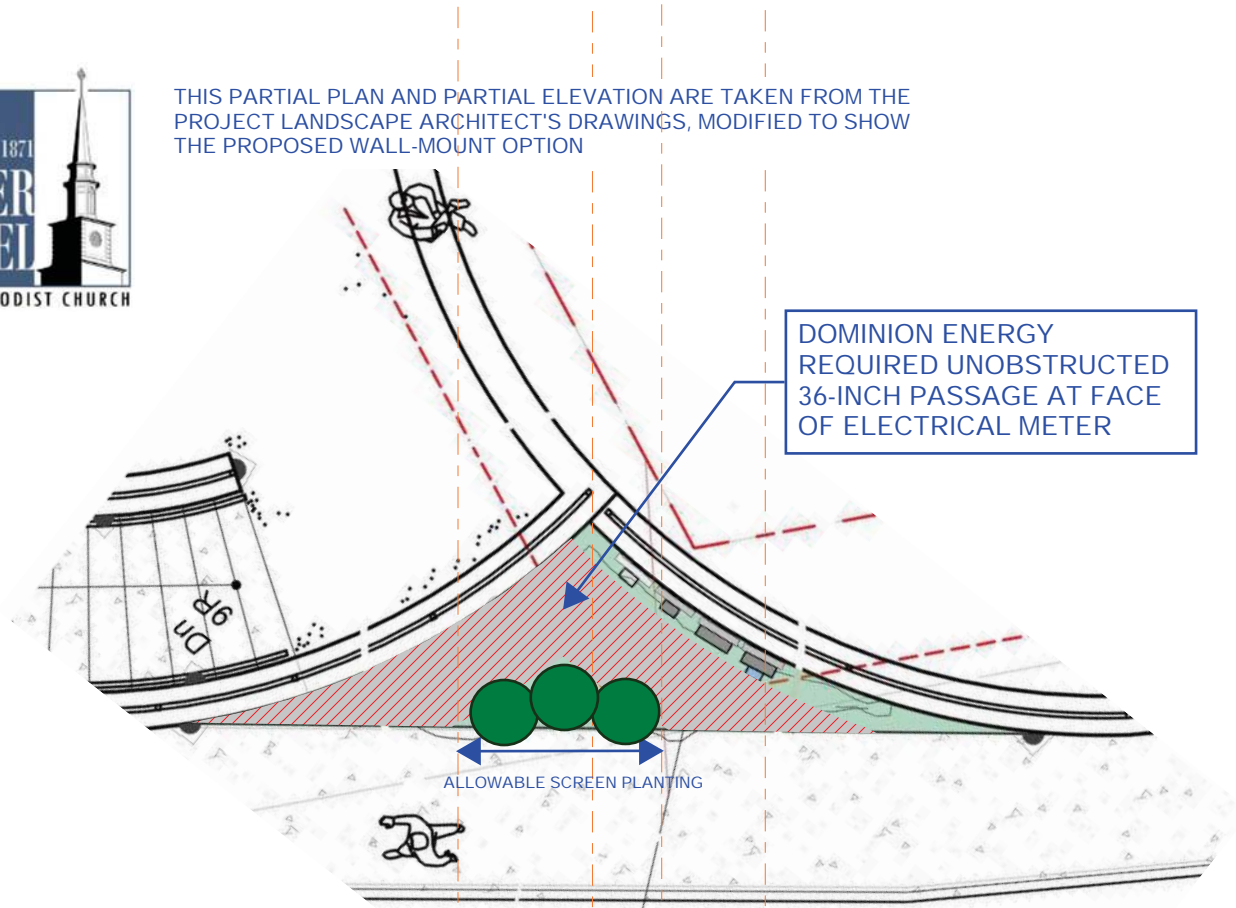 THIS PARTIAL PLAN AND PARTIAL ELEVATION ARE TAKEN FROM THE
PROJECT LANDSCAPE ARCHITECT'S DRAWINGS, MODIFIED TO SHOW
THE PROPOSED WALL-MOUNT OPTION
1871
ER
EL
ODIST CHURCH
DOMINION ENERGY
REQUIRED UNOBSTRUCTED
36-INCH PASSAGE AT FACE
OF ELECTRICAL METER
Dn
9R
ALLOWABLE SCREEN PLANTING